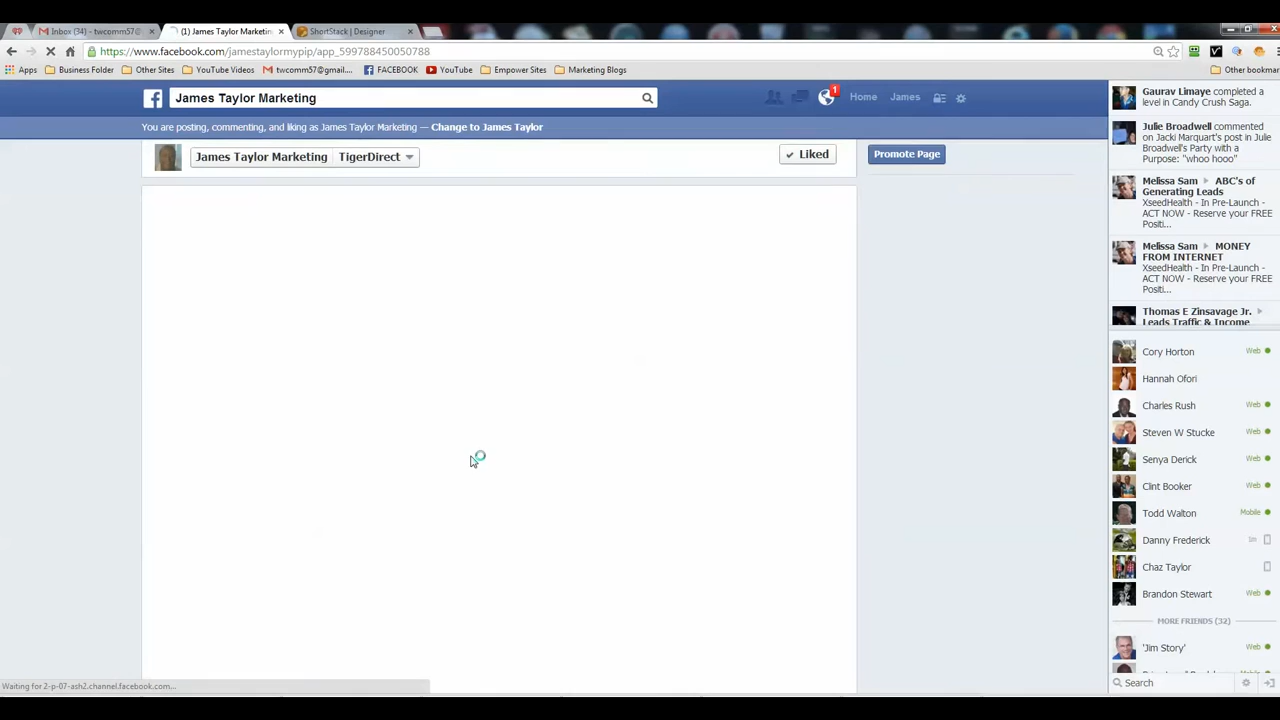 Inbox (34) - twcomm57@
(1) James Taylor Marketing
ShortStack | Designer
https://www.facebook.com/jamestaylormypip/app_599788450050788
Apps Business Folder Other Sites YouTube Videos twcomm57@gmail.... FACEBOOK YouTube Empower Sites Marketing Blogs Other bookmar
James Taylor Marketing
1
Home James
You are posting, commenting, and liking as James Taylor Marketing — Change to James Taylor
James Taylor Marketing TigerDirect
Liked
Promote Page
Gaurav Limaye completed a
level in Candy Crush Saga.
Julie Broadwell commented
on Jacki Marquart's post in Julie
Broadwell's Party with a
Purpose: "whoo hooo"
Melissa Sam ▸ ABC's of
Generating Leads
XseedHealth - In Pre-Launch -
ACT NOW - Reserve your FREE
Positi...
Melissa Sam ▸ MONEY
FROM INTERNET
XseedHealth - In Pre-Launch -
ACT NOW - Reserve your FREE
Positi...
Thomas E Zinsavage Jr. ▸
Leads Traffic & Income
Cory Horton Web
Hannah Ofori
Charles Rush Web
Steven W Stucke Web
Senya Derick Web
Clint Booker Web
Todd Walton Mobile
Danny Frederick 1m
Chaz Taylor
Brandon Stewart Web
MORE FRIENDS (32)
'Jim Story' Web
Search
Waiting for 2-p-07-ash2.channel.facebook.com...